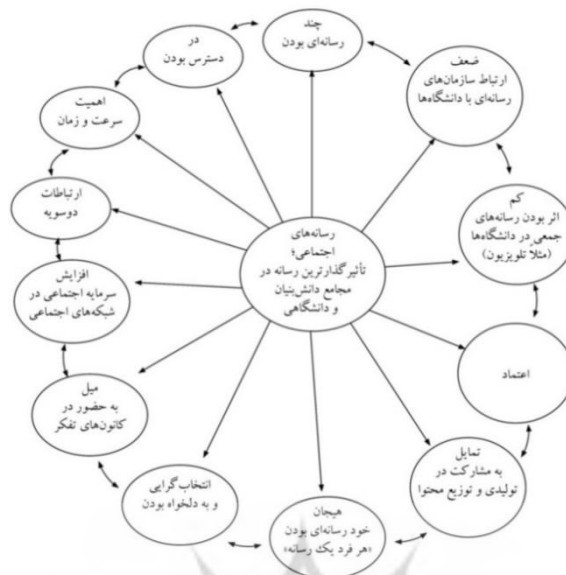 رسانه‌های
اجتماعی؛
تأثیرگذارترین رسانه در
مجامع دانش‌بنیان
و دانشگاهی
چند
رسانه‌ای بودن
ضعف
ارتباط سازمان‌های
رسانه‌ای با دانشگاه‌ها
کم
اثر بودن رسانه‌های
جمعی در دانشگاه‌ها
(مثلاً تلویزیون)
اعتماد
تمایل
به مشارکت در
تولیدی و توزیع محتوا
هیجان
خود رسانه‌ای بودن
«هر فرد یک رسانه»
انتخاب‌گرایی
و به دلخواه بودن
میل
به حضور در
کانون‌های تفکر
افزایش
سرمایه اجتماعی در
شبکه‌های اجتماعی
ارتباطات
دوسویه
اهمیت
سرعت و زمان
در
دسترس بودن